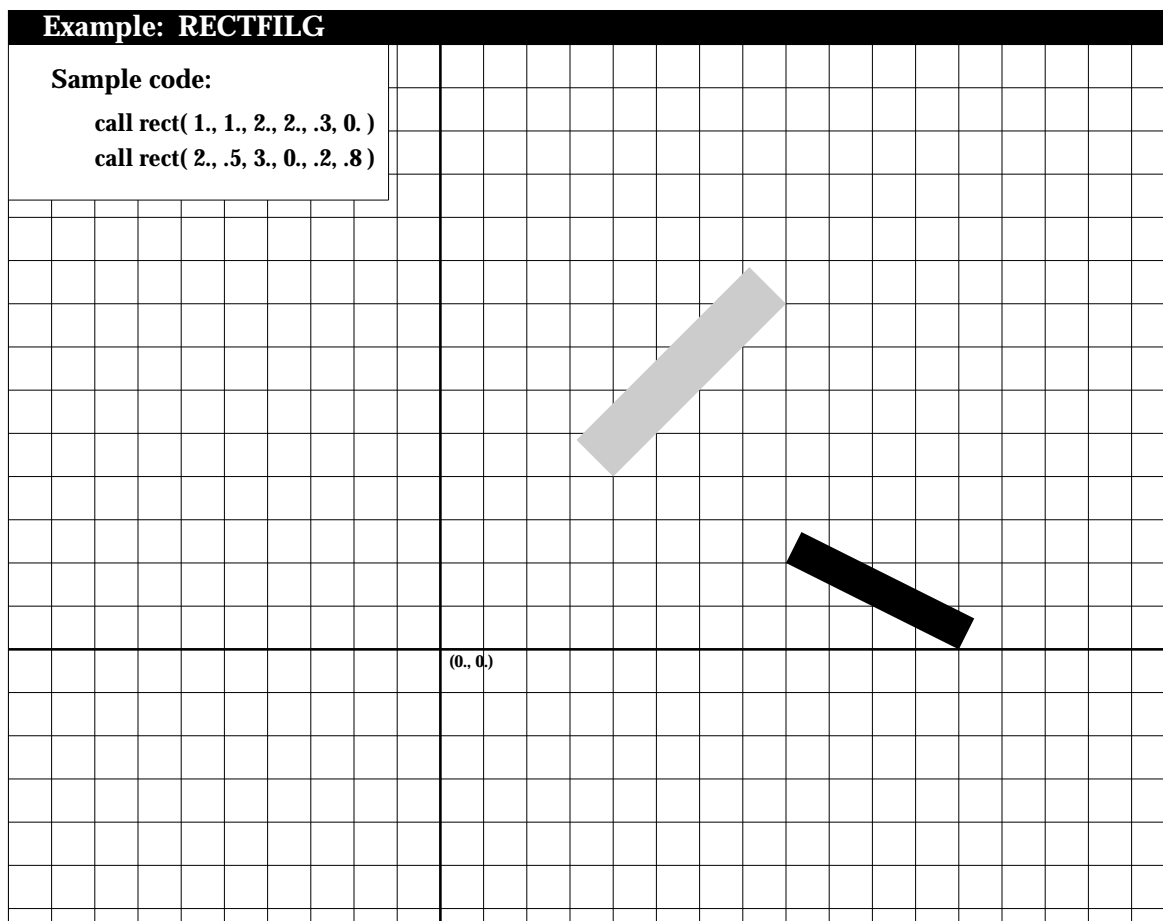 Example: RECTFILG
Sample code:
call rect( 1., 1., 2., 2., .3, 0. )
call rect( 2., .5, 3., 0., .2, .8 )
(0., 0.)